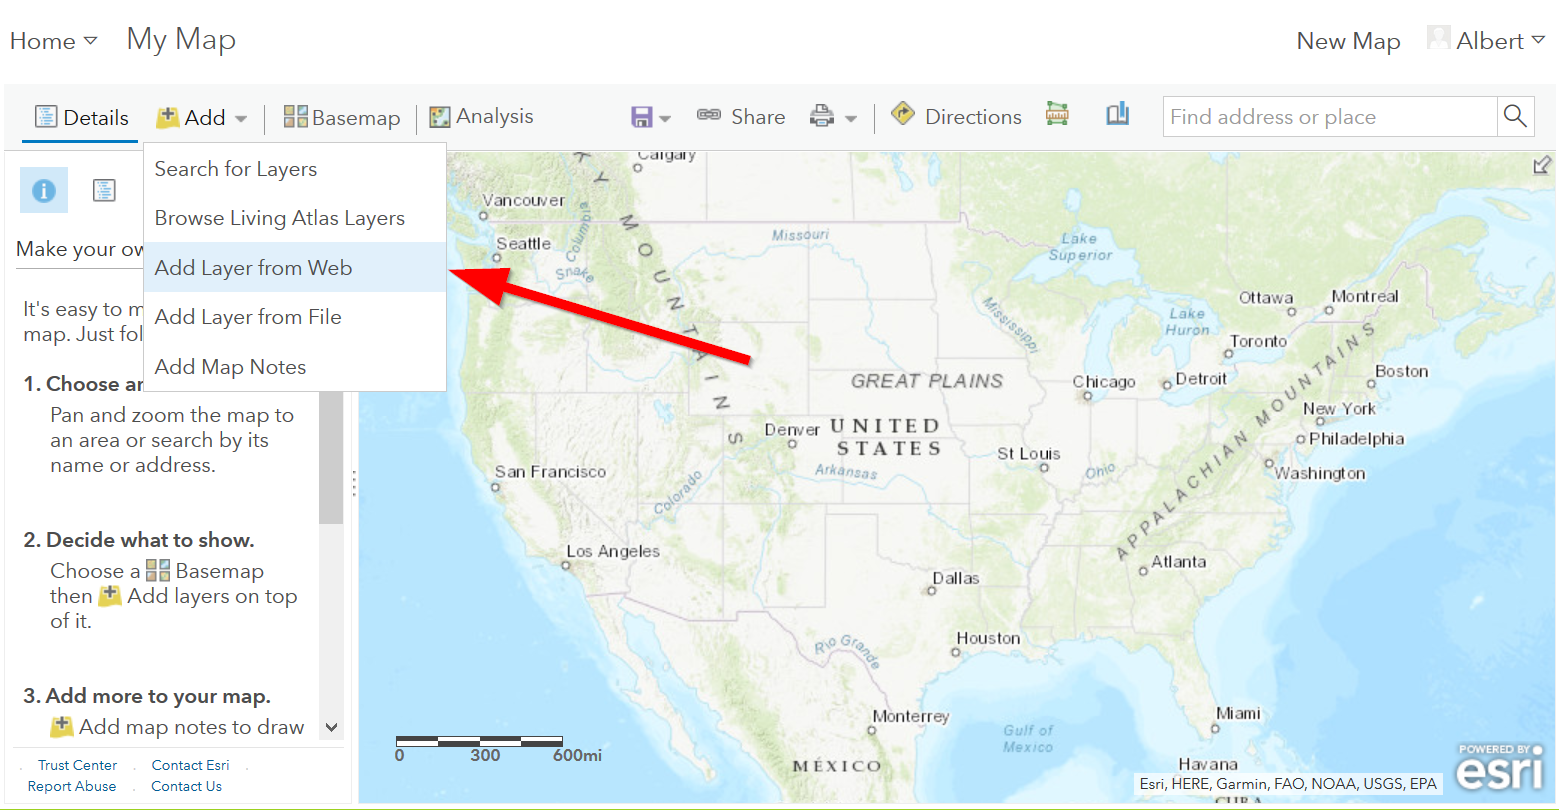 Home My Map New Map Albert
Details Add Basemap Analysis Share Directions Find address or place
Search for Layers
Browse Living Atlas Layers
Add Layer from Web
Add Layer from File
Add Map Notes
Make your ow
It's easy to m
map. Just fol
1. Choose an
Pan and zoom the map to
an area or search by its
name or address.
2. Decide what to show.
Choose a Basemap
then Add layers on top
of it.
3. Add more to your map.
Add map notes to draw
Trust Center Contact Esri
Report Abuse Contact Us
Calgary
Vancouver
Seattle
Columbia
Snake
Missouri
MOUNTAINS
Lake
Superior
Mississippi
Lake
Huron
Ottawa
Montreal
Toronto
GREAT PLAINS
Chicago
Detroit
Boston
New York
Philadelphia
Washington
APPALACHIAN MOUNTAINS
Denver
UNITED
STATES
St Louis
Ohio
Arkansas
San Francisco
Colorado
Los Angeles
Atlanta
Dallas
Houston
Rio Grande
Monterrey
Miami
Gulf of
Mexico
MÉXICO
Havana
CUBA
0 300 600mi
Esri, HERE, Garmin, FAO, NOAA, USGS, EPA
POWERED BY
esri